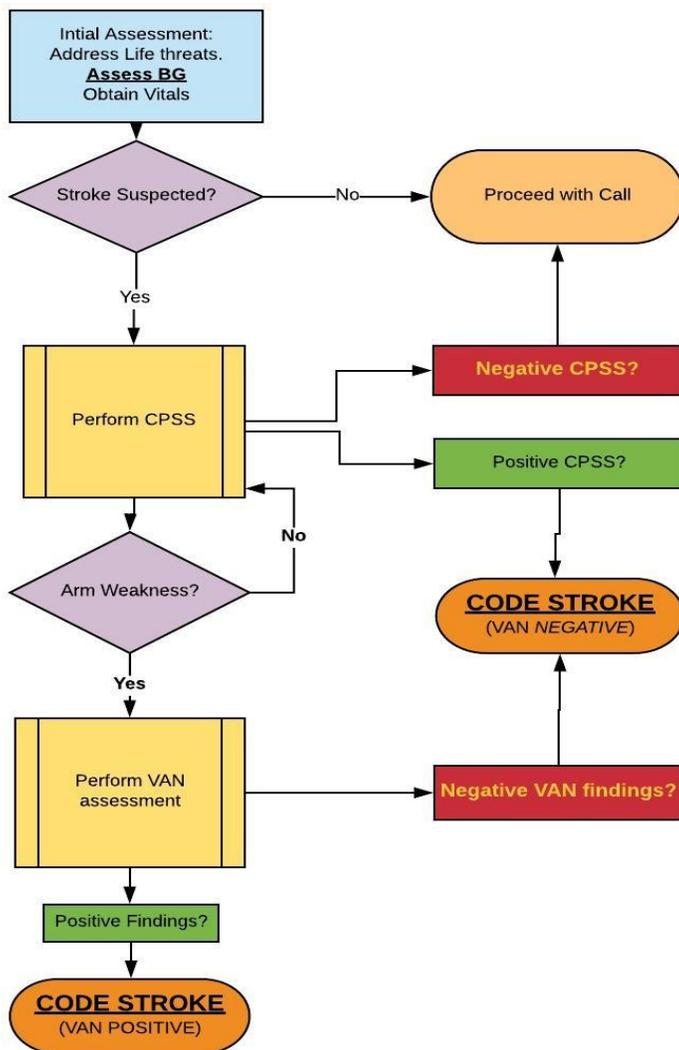 Intial Assessment:
Address Life threats.
Assess BG
Obtain Vitals
Stroke Suspected?
No
Proceed with Call
Yes
Negative CPSS?
Perform CPSS
Positive CPSS?
No
Arm Weakness?
CODE STROKE
(VAN NEGATIVE)
Yes
Perform VAN
assessment
Negative VAN findings?
Positive Findings?
CODE STROKE
(VAN POSITIVE)